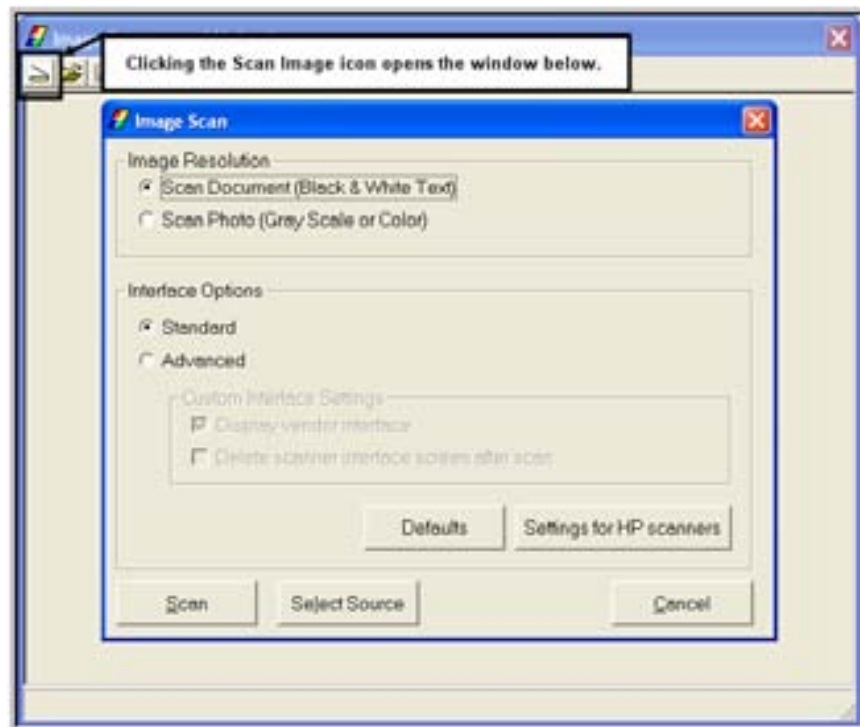 Clicking the Scan Image icon opens the window below.
Image Scan
Image Resolution
Scan Document (Black & White Text)
Scan Photo (Gray Scale or Color)
Interface Options
Standard
Advanced
Custom Interface Settings
Display vendor interface
Delete scanner interface screen after scan
Defaults Settings for HP scanners
Scan Select Source Cancel